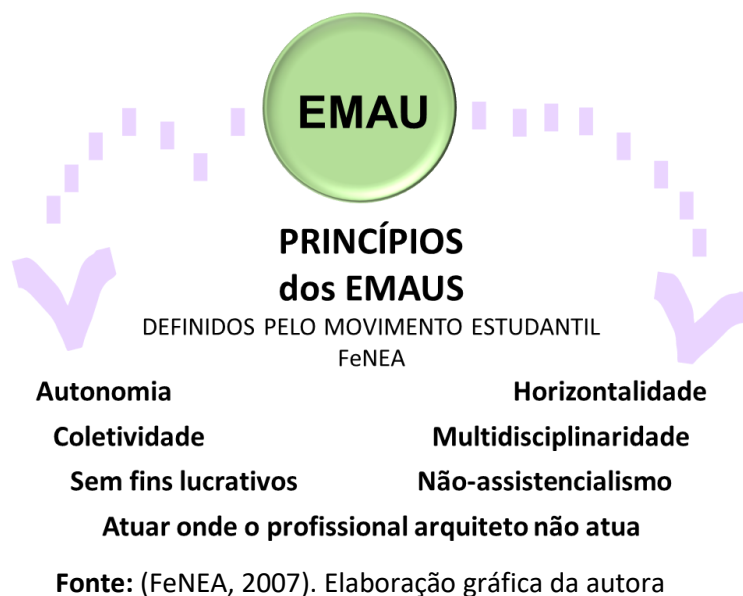 EMAU
PRINCÍPIOS
dos EMAUS
DEFINIDOS PELO MOVIMENTO ESTUDANTIL
FeNEA
Autonomia
Horizontalidade
Coletividade
Multidisciplinaridade
Sem fins lucrativos
Não-assistencialismo
Atuar onde o profissional arquiteto não atua
Fonte: (FeNEA, 2007). Elaboração gráfica da autora